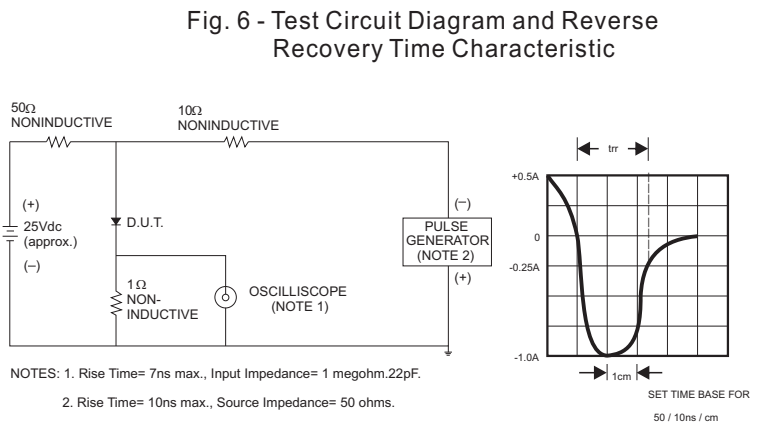 Fig. 6 - Test Circuit Diagram and Reverse
Recovery Time Characteristic
50Ω
NONINDUCTIVE
10Ω
NONINDUCTIVE
(+)
25Vdc
(approx.)
(–)
D.U.T.
1Ω
NON-
INDUCTIVE
OSCILLISCOPE
(NOTE 1)
(–)
PULSE
GENERATOR
(NOTE 2)
(+)
trr
+0.5A
0
-0.25A
-1.0A
1cm
SET TIME BASE FOR
50 / 10ns / cm
NOTES: 1. Rise Time= 7ns max., Input Impedance= 1 megohm.22pF.
2. Rise Time= 10ns max., Source Impedance= 50 ohms.